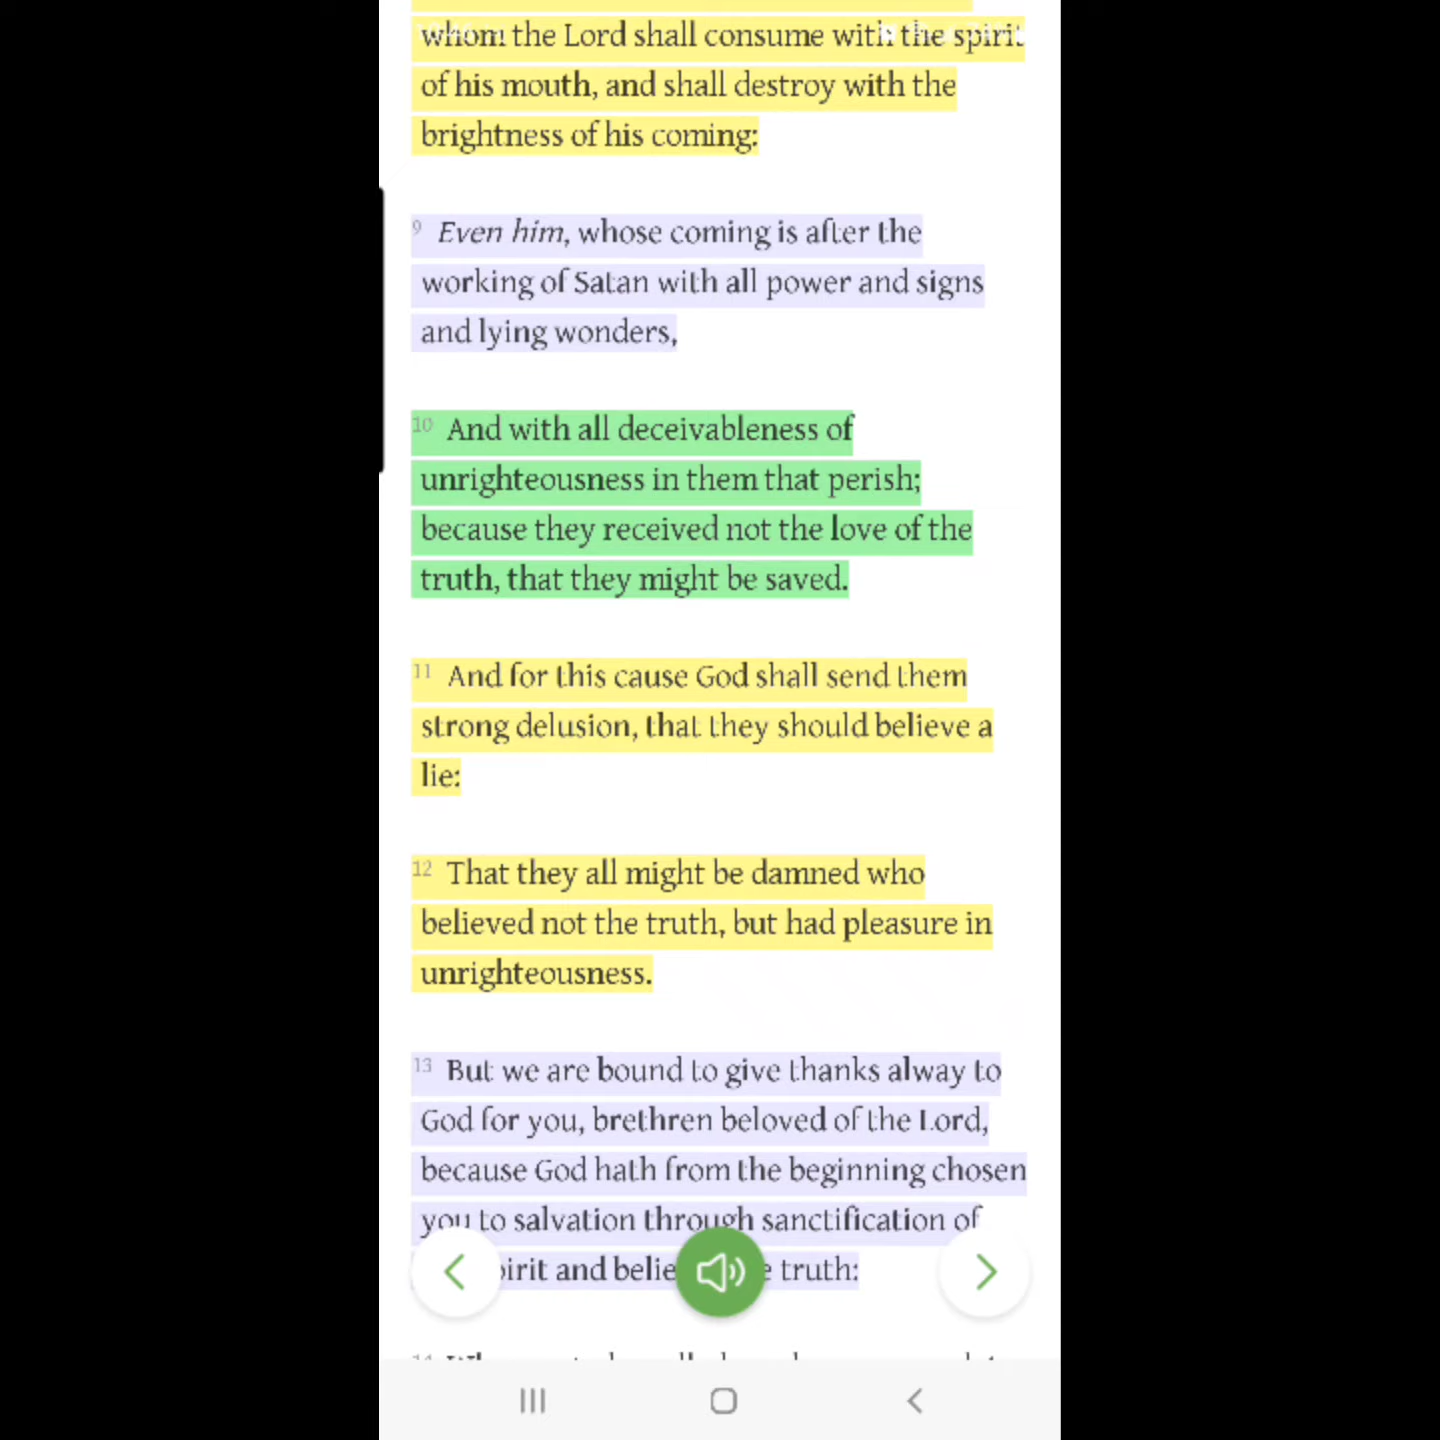 whom the Lord shall consume with the spirit
of his mouth, and shall destroy with the
brightness of his coming:
9 Even him, whose coming is after the
working of Satan with all power and signs
and lying wonders,
10 And with all deceivableness of
unrighteousness in them that perish;
because they received not the love of the
truth, that they might be saved.
11 And for this cause God shall send them
strong delusion, that they should believe a
lie:
12 That they all might be damned who
believed not the truth, but had pleasure in
unrighteousness.
13 But we are bound to give thanks alway to
God for you, brethren beloved of the Lord,
because God hath from the beginning chosen
you to salvation through sanctification of
and truth: